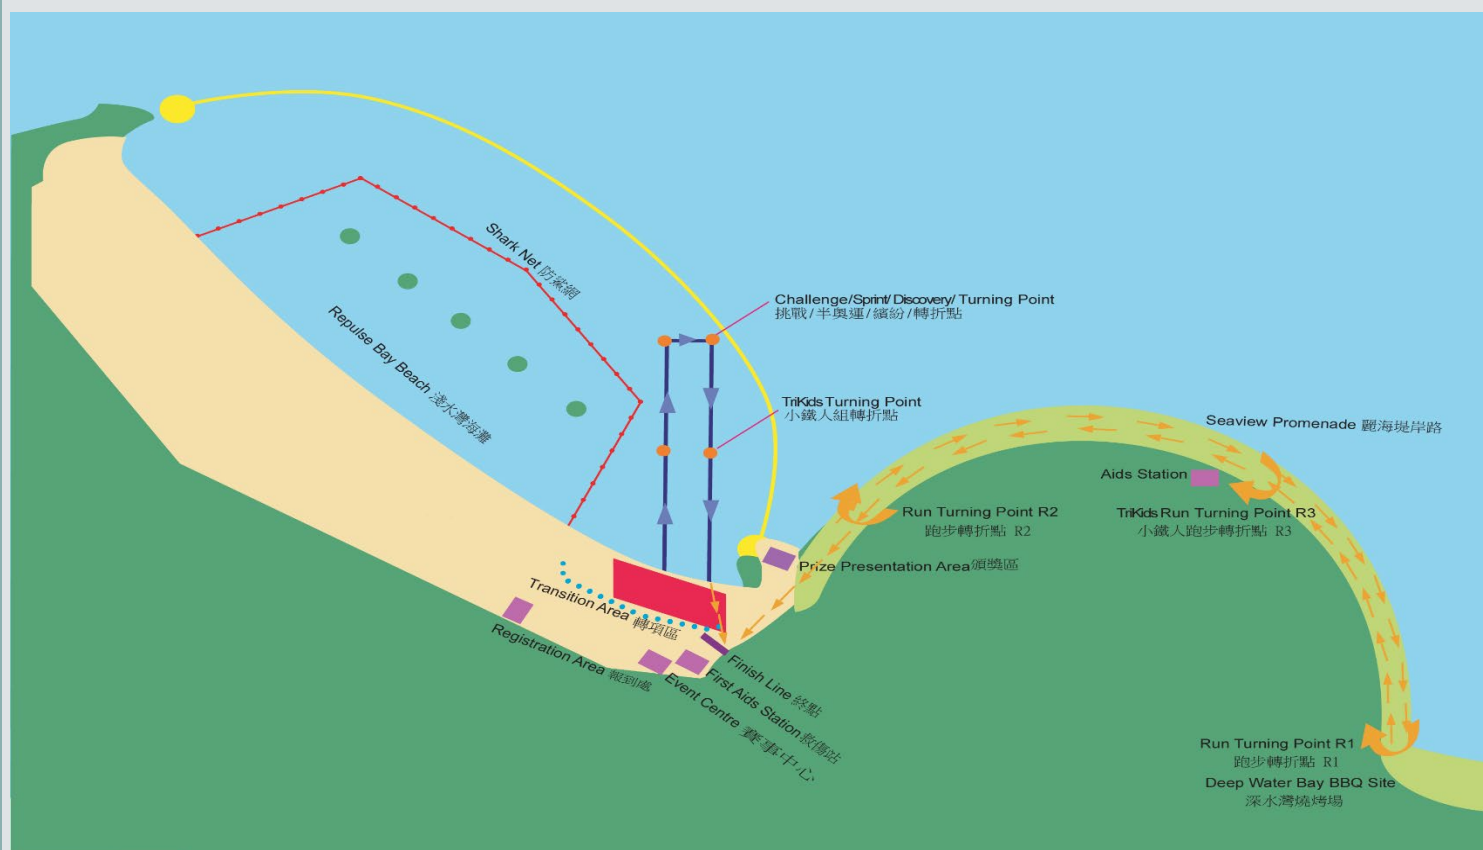 Shark Net 防鯊網
Repulse Bay Beach 淺水灣海灘
Challenge/Sprint/Discovery/ Turning Point
挑戰/半奧運/繽紛/轉折點
TriKids Turning Point
小鐵人組轉折點
Seaview Promenade 麗海堤岸路
Aids Station
Run Turning Point R2
跑步轉折點 R2
TriKids Run Turning Point R3
小鐵人跑步轉折點 R3
Prize Presentation Area 頒獎區
Transition Area 轉項區
Registration Area 報到處
Finish Line 終點
First Aids Station 救傷站
Event Centre 賽事中心
Run Turning Point R1
跑步轉折點 R1
Deep Water Bay BBQ Site
深水灣燒烤場